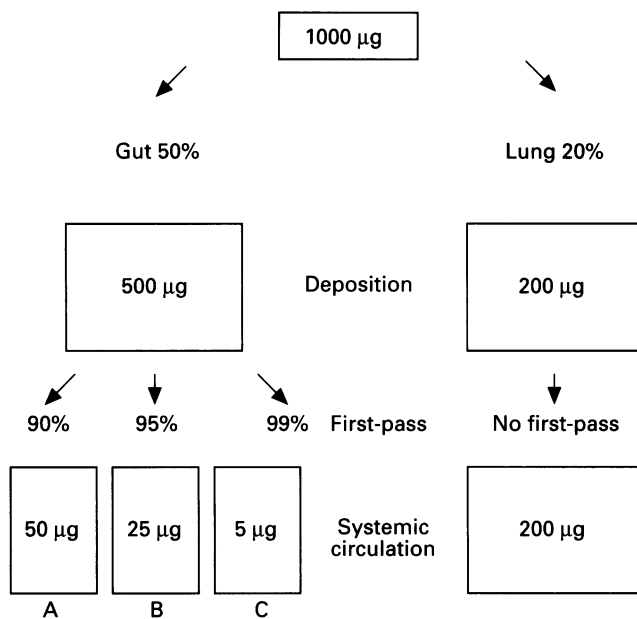 1000 μg
Gut 50%
Lung 20%
500 μg
Deposition
200 μg
90%
95%
99%
First-pass
No first-pass
50 μg
25 μg
5 μg
Systemic
circulation
200 μg
A
B
C